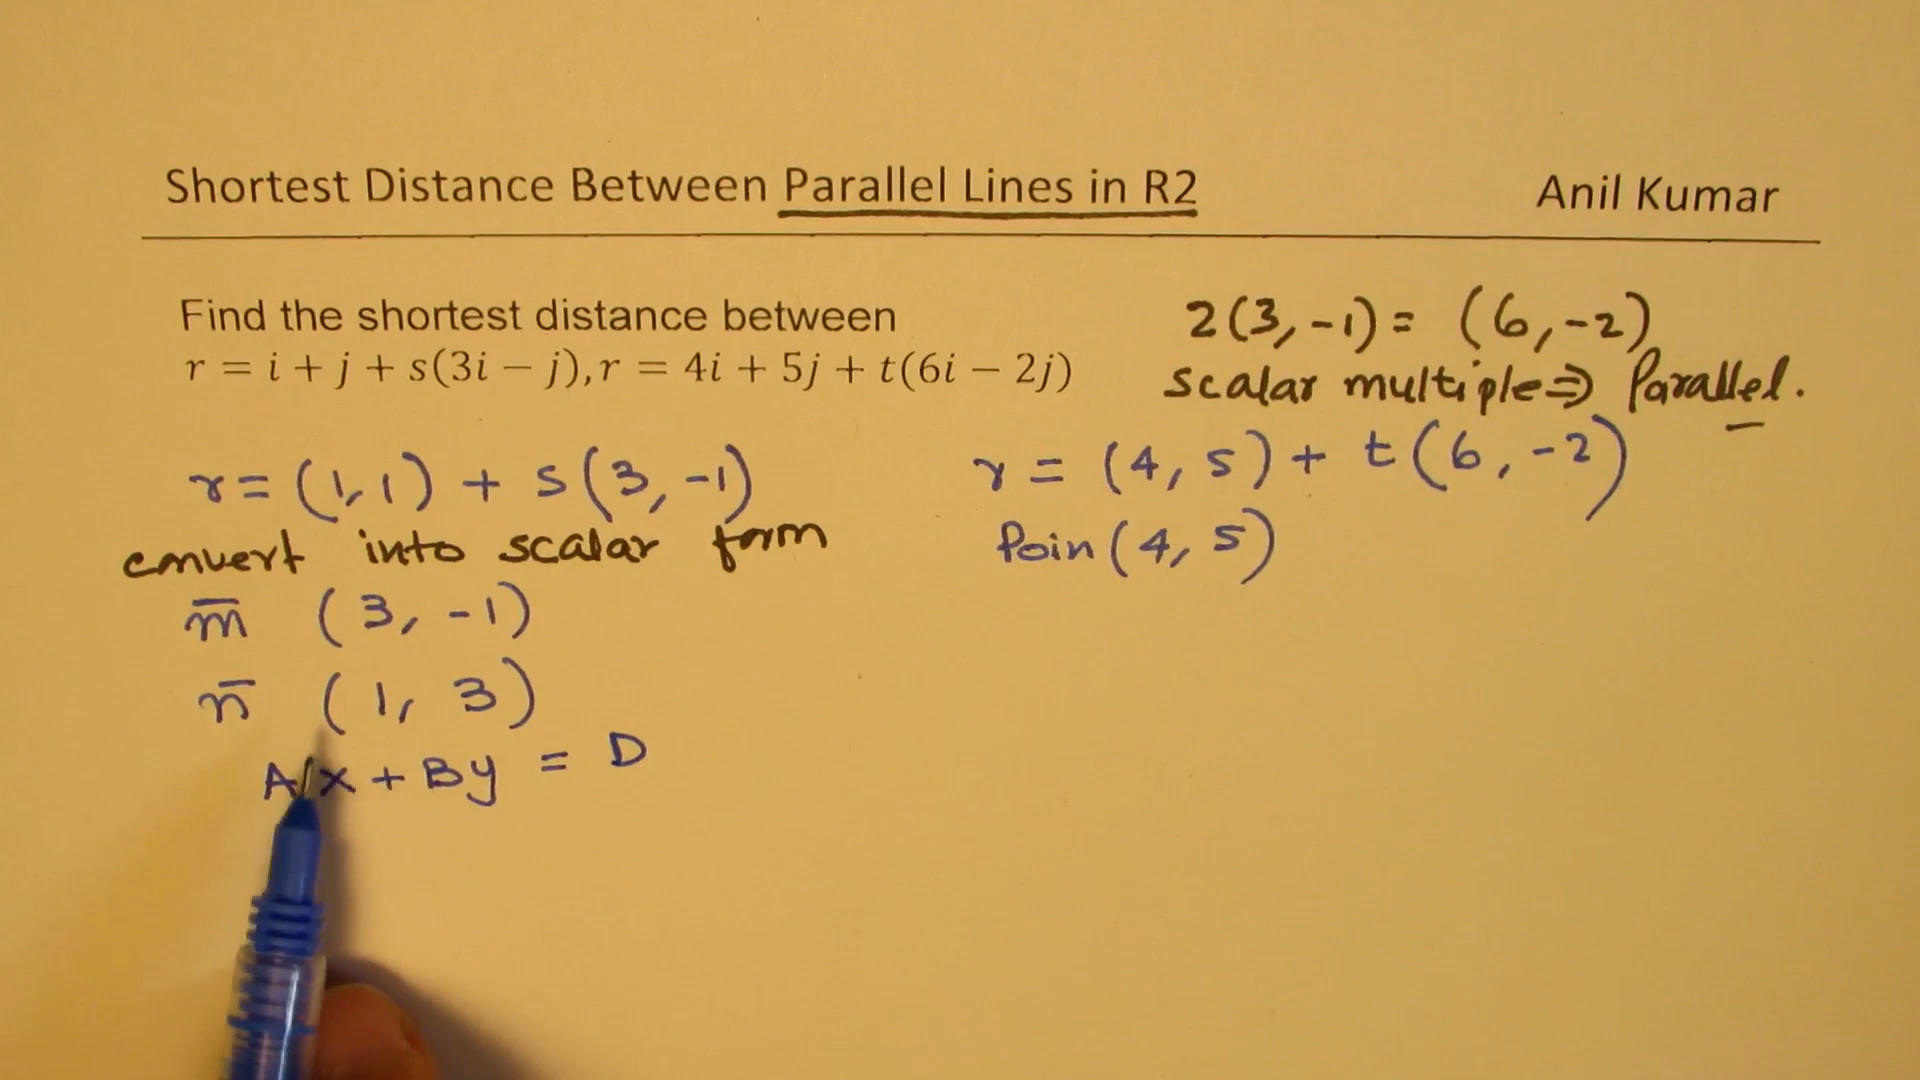 Shortest Distance Between Parallel Lines in R2 Anil Kumar
Find the shortest distance between
r = i + j + s(3i − j), r = 4i + 5j + t(6i − 2j)
2(3, -1) = (6, -2)
scalar multiple ⇒ Parallel.
r = (1, 1) + s(3, -1)
convert into scalar form
m̄ (3, -1)
n̄ (1, 3)
Ax + By = D
r = (4, 5) + t(6, -2)
Poin (4, 5)